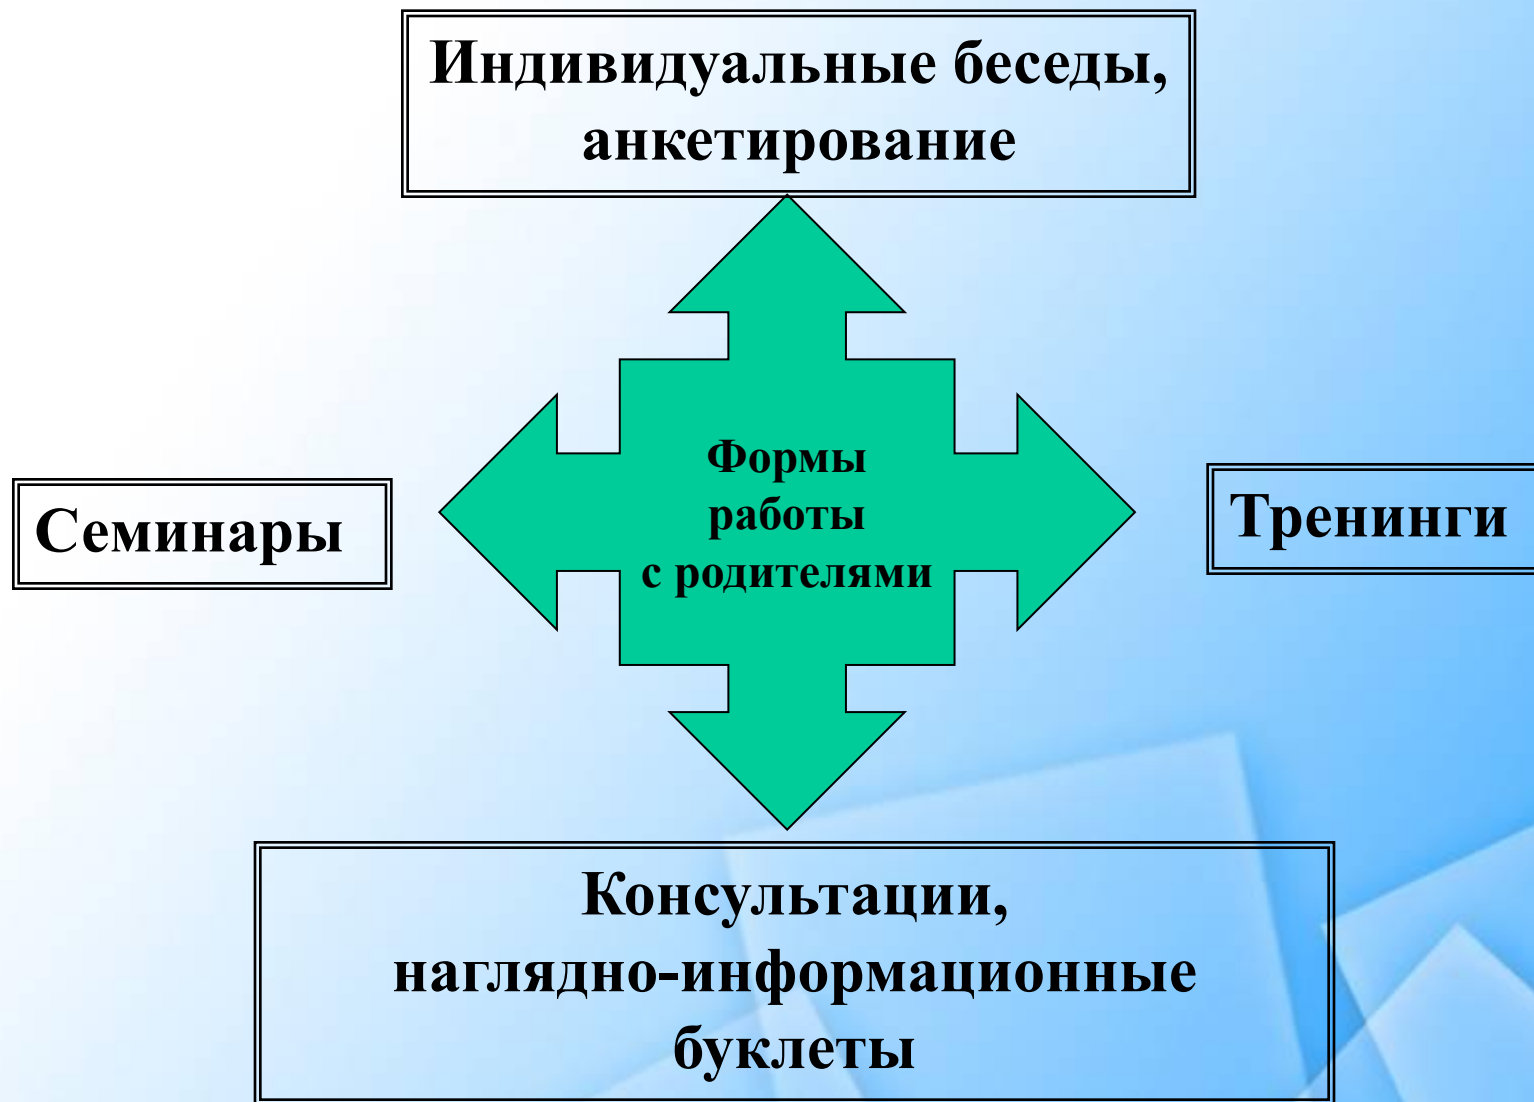 Индивидуальные беседы,
анкетирование
Формы
работы
с родителями
Семинары
Тренинги
Консультации,
наглядно-информационные
буклеты